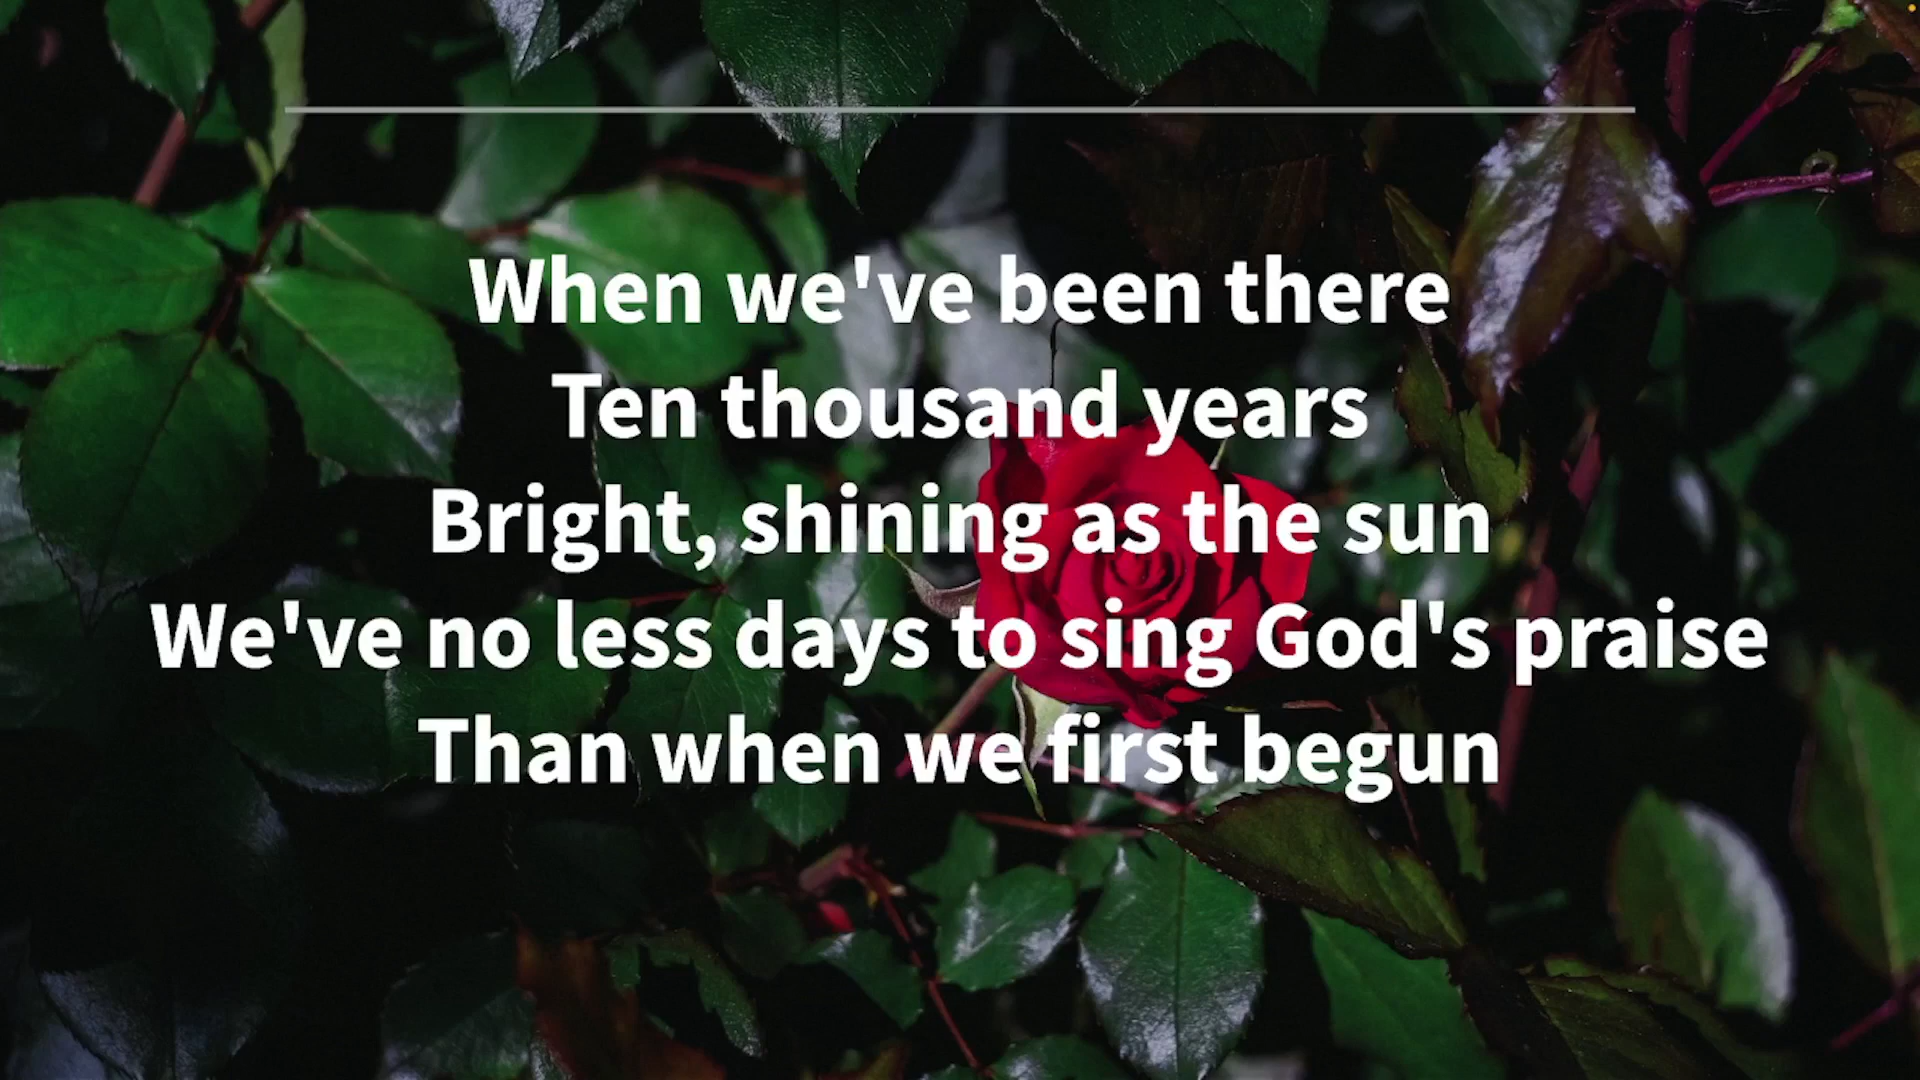 When we've been there
Ten thousand years
Bright, shining as the sun
We've no less days to sing God's praise
Than when we first begun